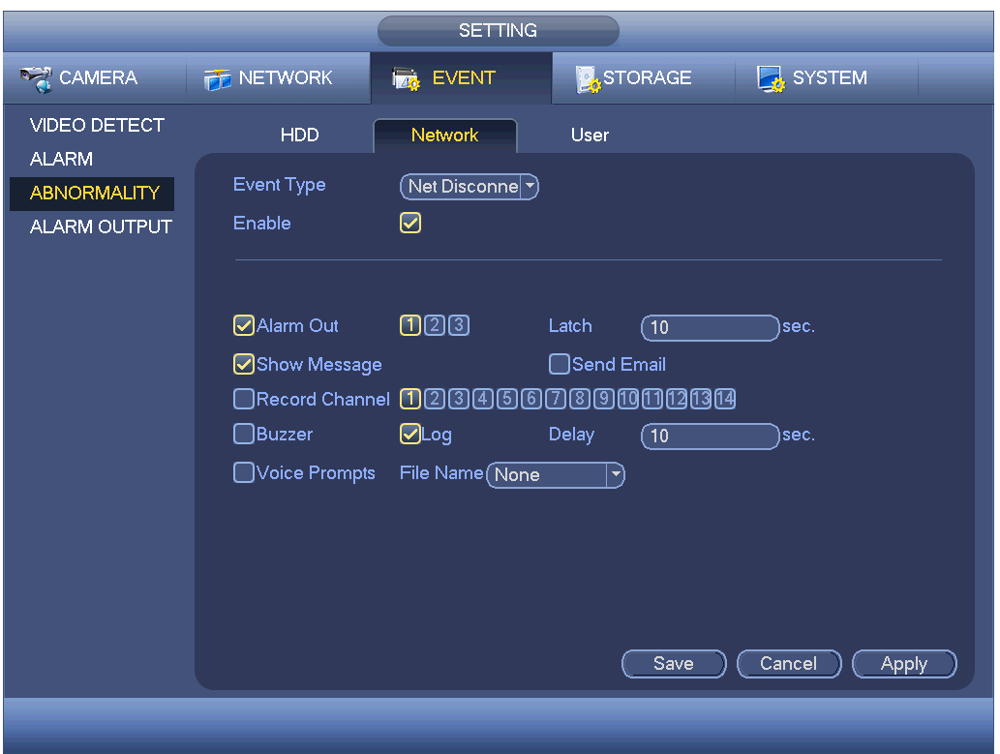 SETTING
CAMERA NETWORK EVENT STORAGE SYSTEM
VIDEO DETECT
ALARM
ABNORMALITY
ALARM OUTPUT
HDD Network User
Event Type Net Disconne
Enable
Alarm Out 1 2 3 Latch 10 sec.
Show Message Send Email
Record Channel 1 2 3 4 5 6 7 8 9 10 11 12 13 14
Buzzer Log Delay 10 sec.
Voice Prompts File Name None
Save Cancel Apply